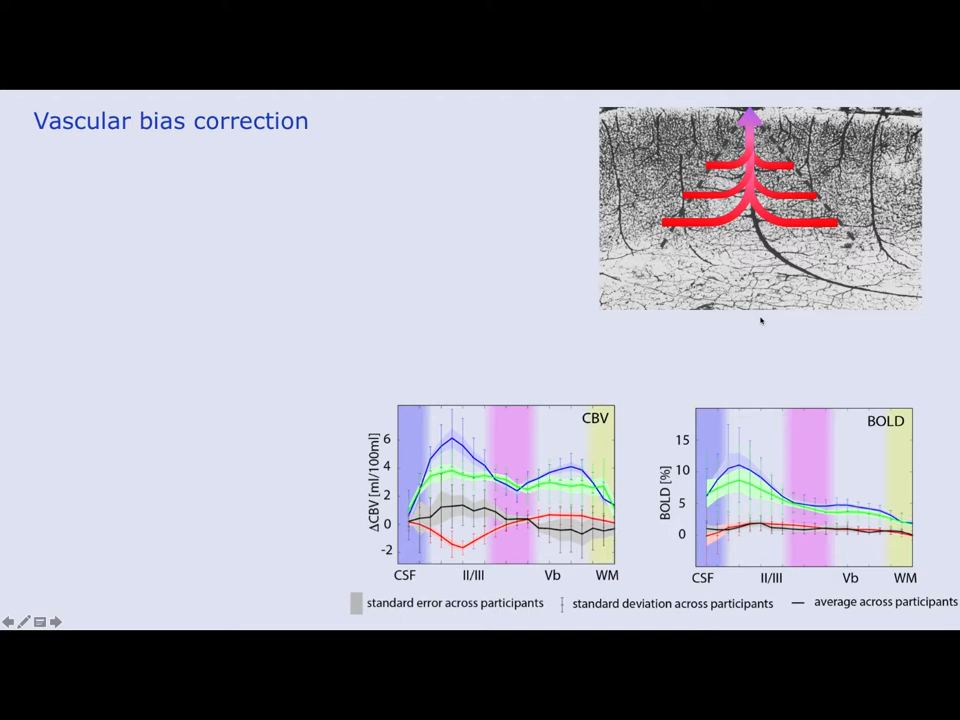 Vascular bias correction
CBV
ΔCBV [ml/100ml]
6
4
2
0
-2
CSF II/III Vb WM
BOLD
BOLD [%]
15
10
5
0
CSF II/III Vb WM
standard error across participants standard deviation across participants average across participants